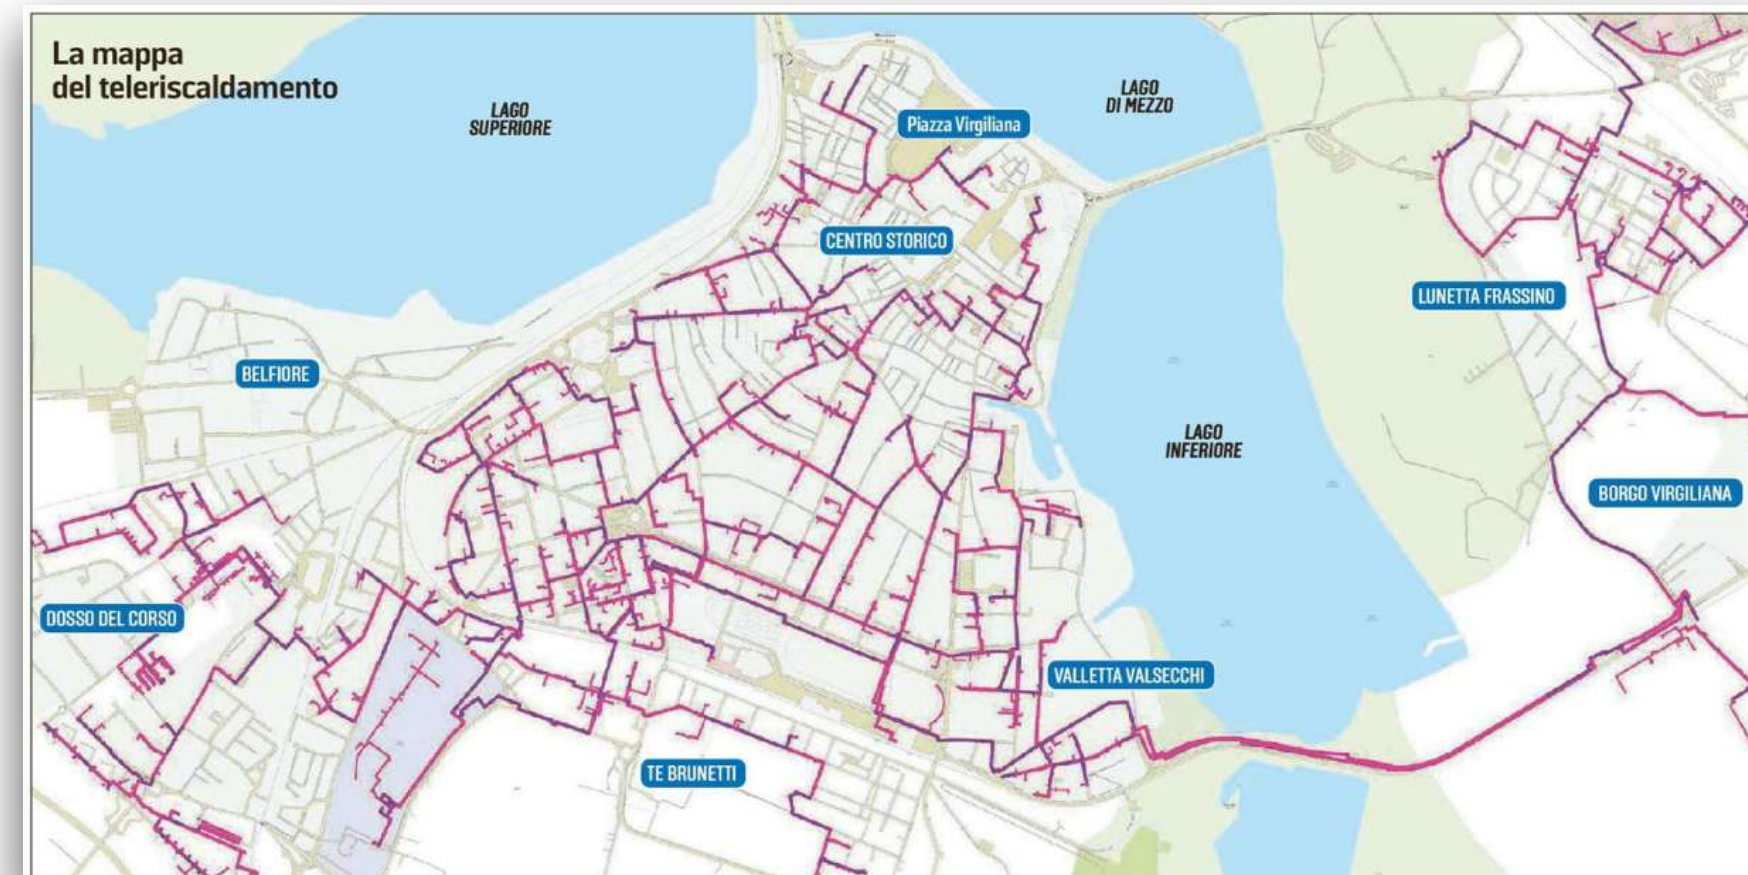 La mappa
del teleriscaldamento
LAGO
SUPERIORE
LAGO
DI MEZZO
Piazza Virgiliana
CENTRO STORICO
LUNETTA FRASSINO
BELFIORE
LAGO
INFERIORE
BORGO VIRGILIANA
DOSSO DEL CORSO
VALLETTA VALSECCHI
TE BRUNETTI